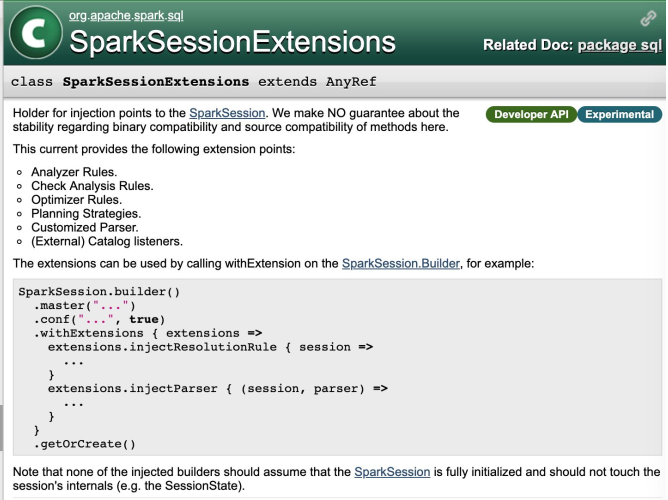 C
org.apache.spark.sql
SparkSessionExtensions
Related Doc: package sql
class SparkSessionExtensions extends AnyRef
Holder for injection points to the SparkSession. We make NO guarantee about the
stability regarding binary compatibility and source compatibility of methods here.
Developer API Experimental
This current provides the following extension points:
Analyzer Rules.
Check Analysis Rules.
Optimizer Rules.
Planning Strategies.
Customized Parser.
(External) Catalog listeners.
The extensions can be used by calling withExtension on the SparkSession.Builder, for example:
SparkSession.builder()
  .master("...")
  .conf("...", true)
  .withExtensions { extensions =>
    extensions.injectResolutionRule { session =>
      ...
    }
    extensions.injectParser { (session, parser) =>
      ...
    }
  }
  .getOrCreate()
Note that none of the injected builders should assume that the SparkSession is fully initialized and should not touch the
session's internals (e.g. the SessionState).